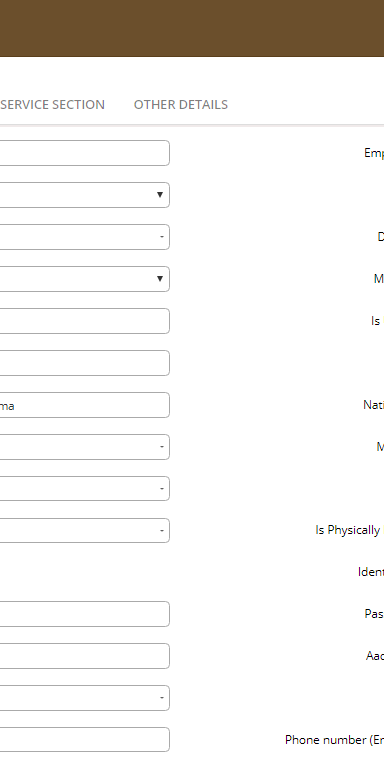 SERVICE SECTION OTHER DETAILS
Emp
D
M
Is
ma
Nati
M
Is Physically
Ident
Pas
Aad
Phone number (Em